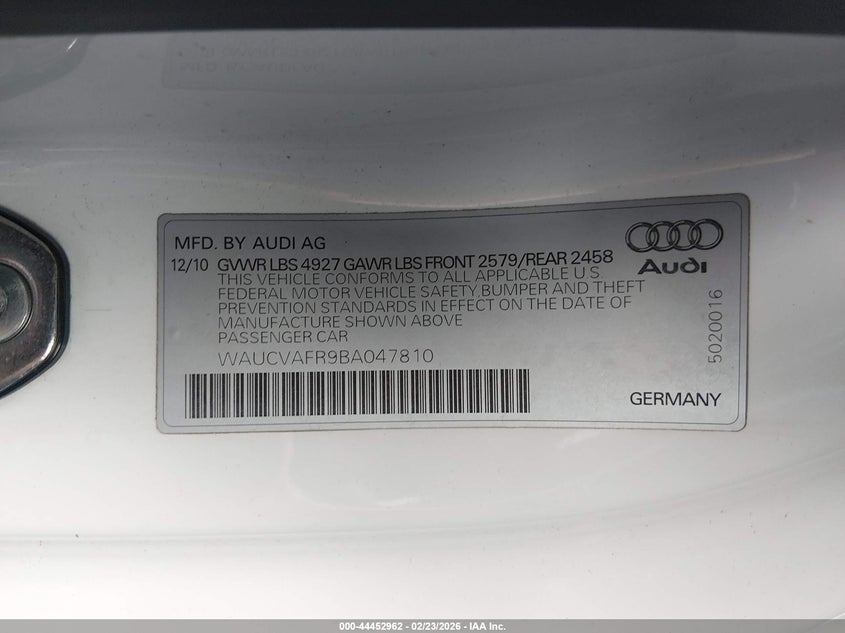 MFD. BY AUDI AG
12/10 GVWR LBS 4927 GAWR LBS FRONT 2579/REAR 2458
THIS VEHICLE CONFORMS TO ALL APPLICABLE U S
FEDERAL MOTOR VEHICLE SAFETY,BUMPER AND THEFT
PREVENTION STANDARDS IN EFFECT ON THE DATE OF
MANUFACTURE SHOWN ABOVE
PASSENGER CAR
WAUCVAFR9BA047810
Audi
5020016
GERMANY
000-44452962 - 02/23/2026 - IAA Inc.